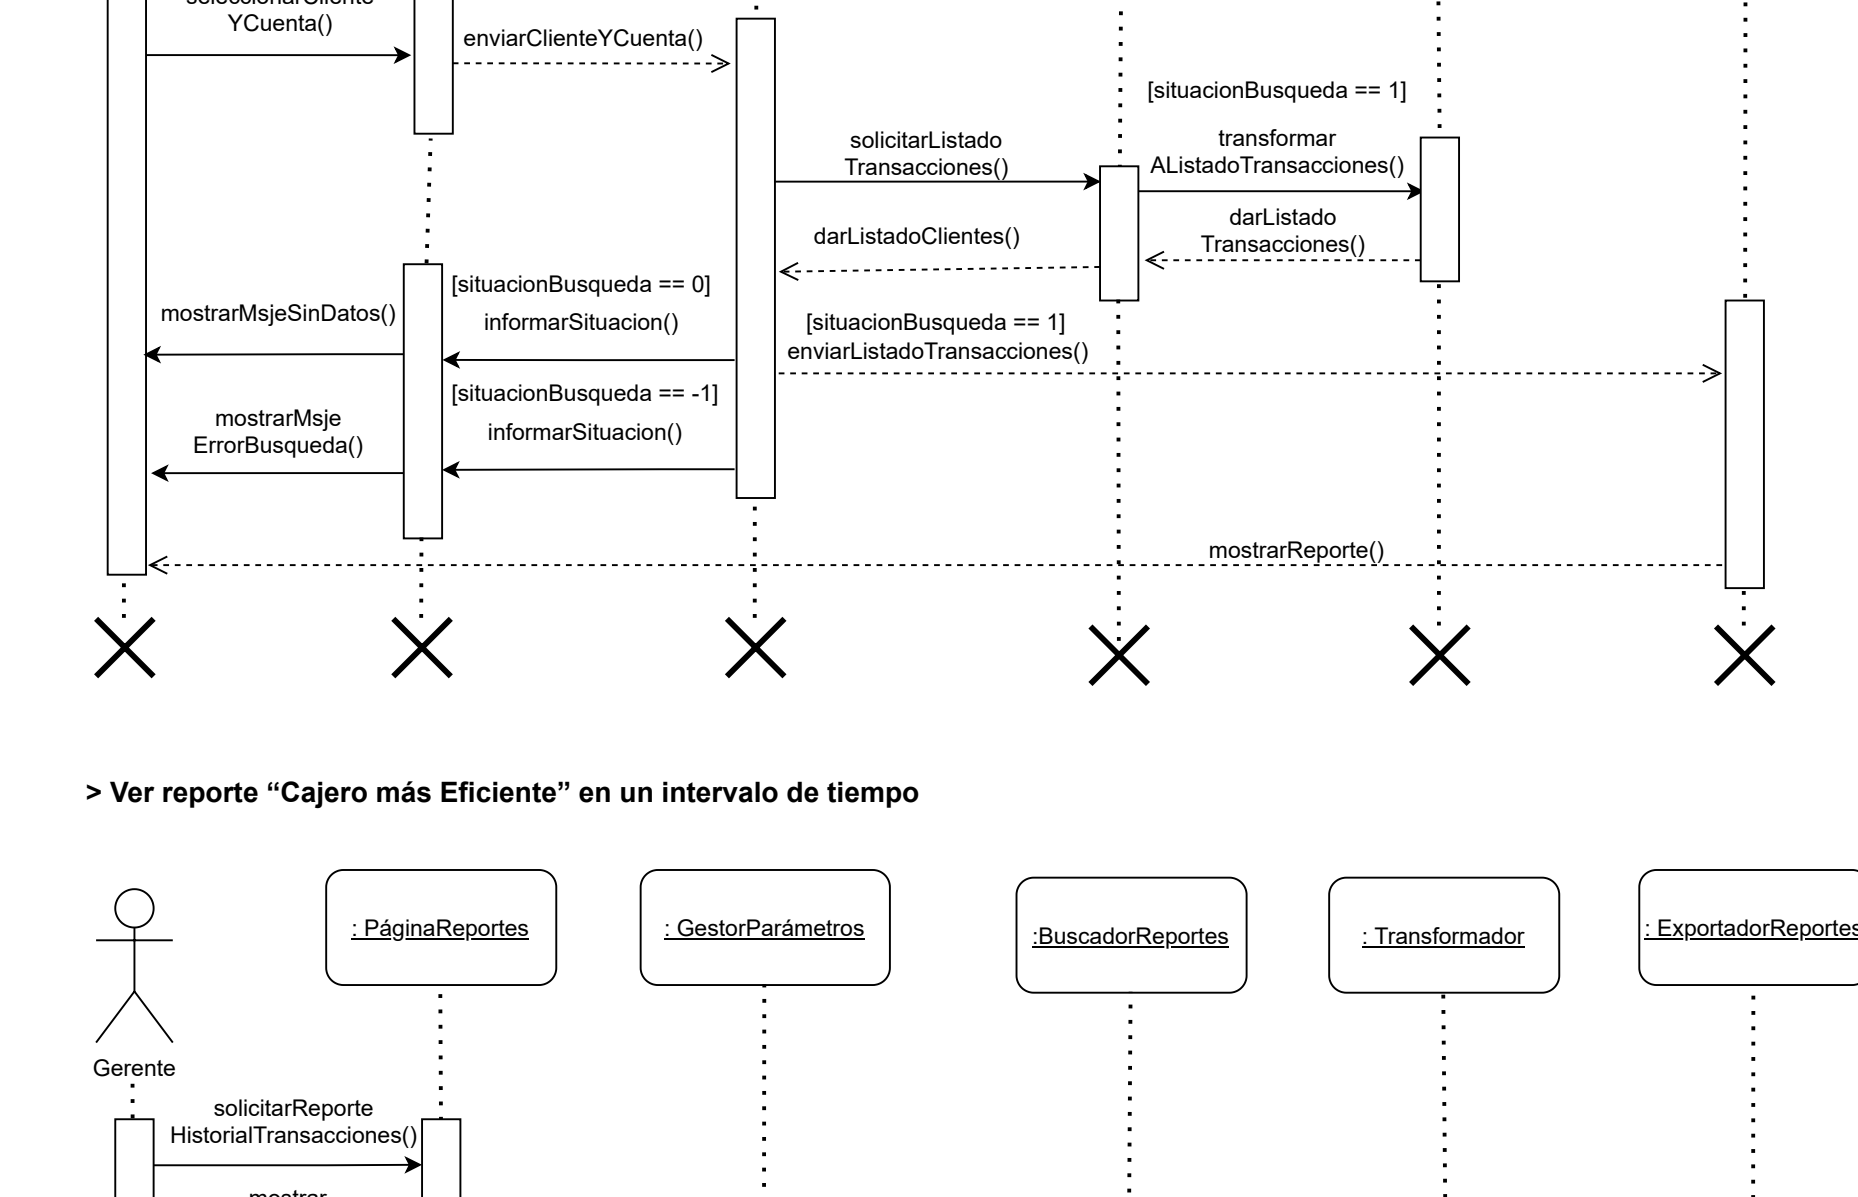 YCuenta()
enviarClienteYCuenta()
[situacionBusqueda == 1]
solicitarListado
Transacciones()
transformar
AListadoTransacciones()
darListado
Transacciones()
darListadoClientes()
[situacionBusqueda == 0]
informarSituacion()
mostrarMsjeSinDatos()
[situacionBusqueda == 1]
enviarListadoTransacciones()
[situacionBusqueda == -1]
informarSituacion()
mostrarMsje
ErrorBusqueda()
mostrarReporte()
> Ver reporte “Cajero más Eficiente” en un intervalo de tiempo
: PáginaReportes
: GestorParámetros
:BuscadorReportes
: Transformador
: ExportadorReportes
Gerente
solicitarReporte
HistorialTransacciones()
mostrar